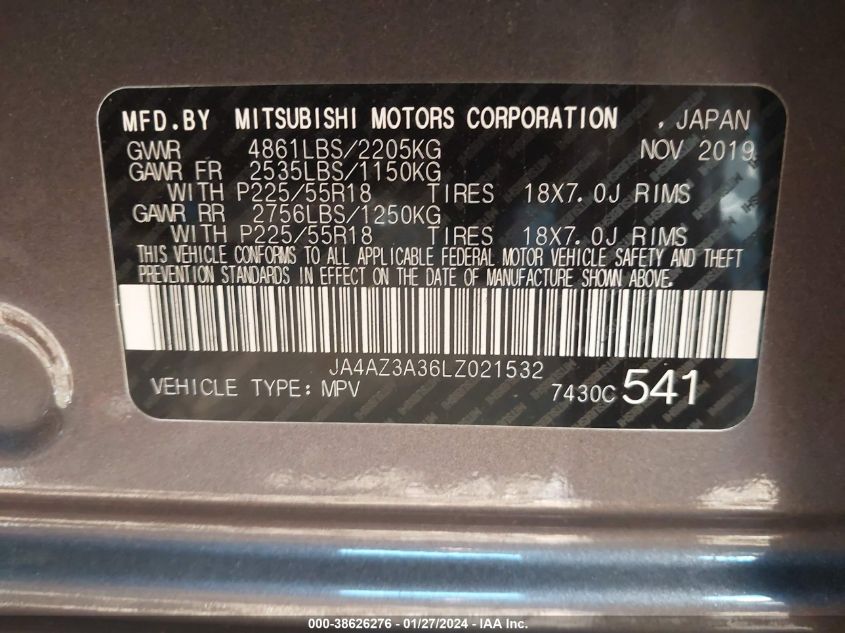 MFD.BY MITSUBISHI MOTORS CORPORATION , JAPAN
GVWR 4861LBS/2205KG NOV 2019
GAWR FR 2535LBS/1150KG
WITH P225/55R18 TIRES 18X7.0J RIMS
GAWR RR 2756LBS/1250KG
WITH P225/55R18 TIRES 18X7.0J RIMS
THIS VEHICLE CONFORMS TO ALL APPLICABLE FEDERAL MOTOR VEHICLE SAFETY AND THEFT
PREVENTION STANDARDS IN EFFECT ON THE DATE OF MANUFACTURE SHOWN ABOVE.
JA4AZ3A36LZ021532
VEHICLE TYPE: MPV 7430C 541
000-38626276 - 01/27/2024 - IAA Inc.